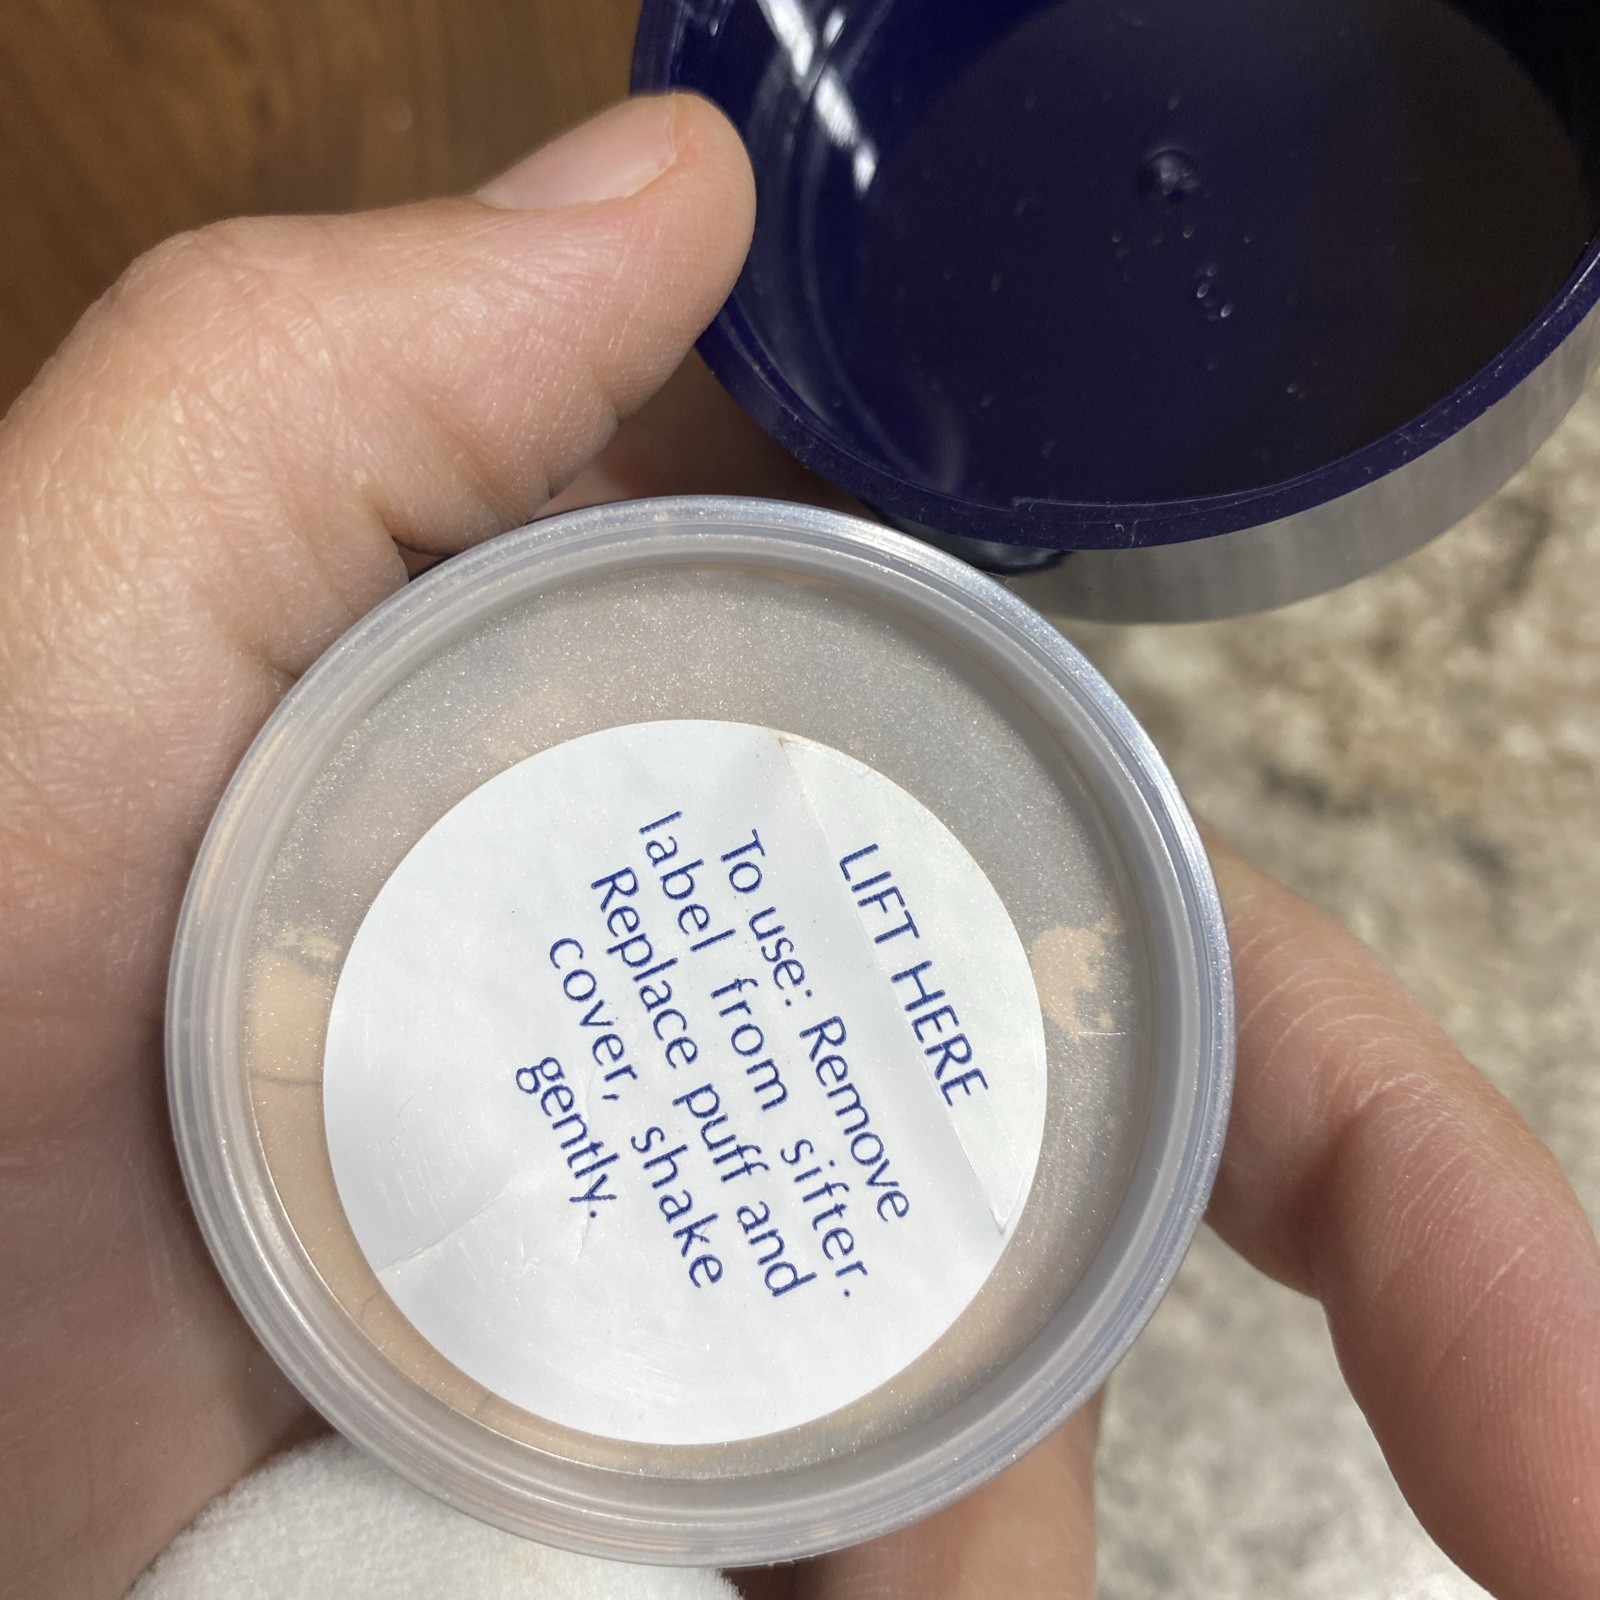 LIFT HERE
To use: Remove
label from sifter.
Replace puff and
cover, shake
gently.